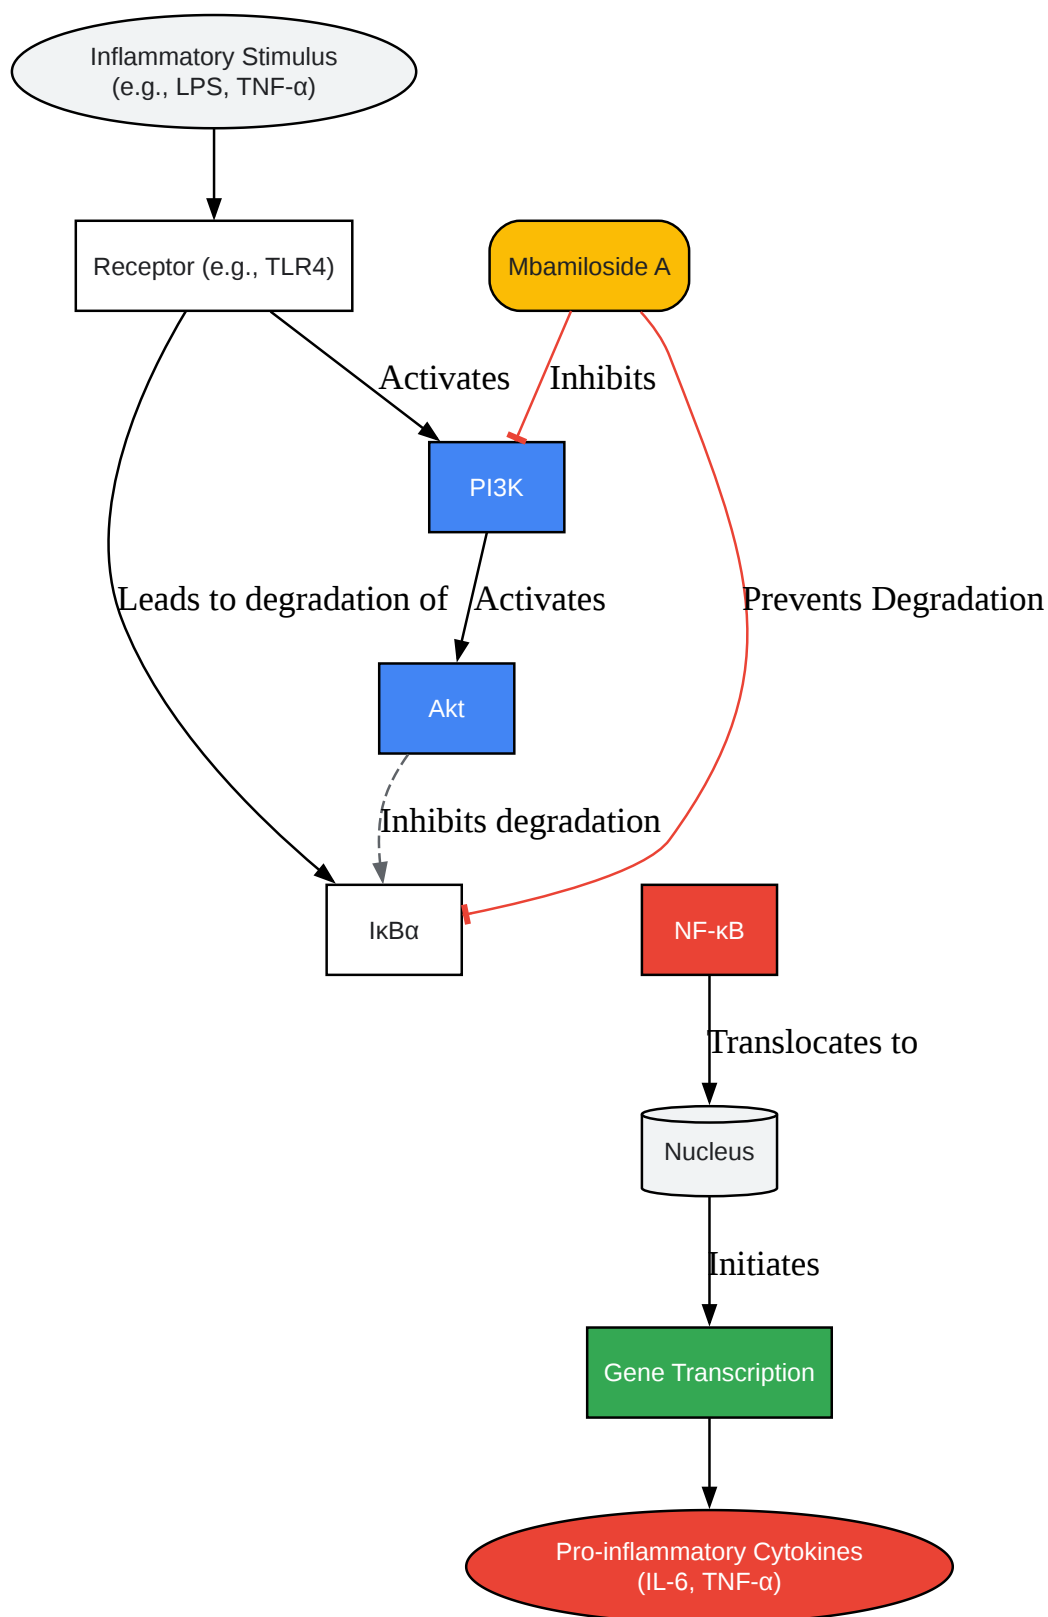 Inflammatory Stimulus
(e.g., LPS, TNF-α)
Receptor (e.g., TLR4)
Mbamiloside A
Activates
Inhibits
PI3K
Leads to degradation of
Activates
Prevents Degradation
Akt
Inhibits degradation
IκBα
NF-κB
Translocates to
Nucleus
Initiates
Gene Transcription
Pro-inflammatory Cytokines
(IL-6, TNF-α)